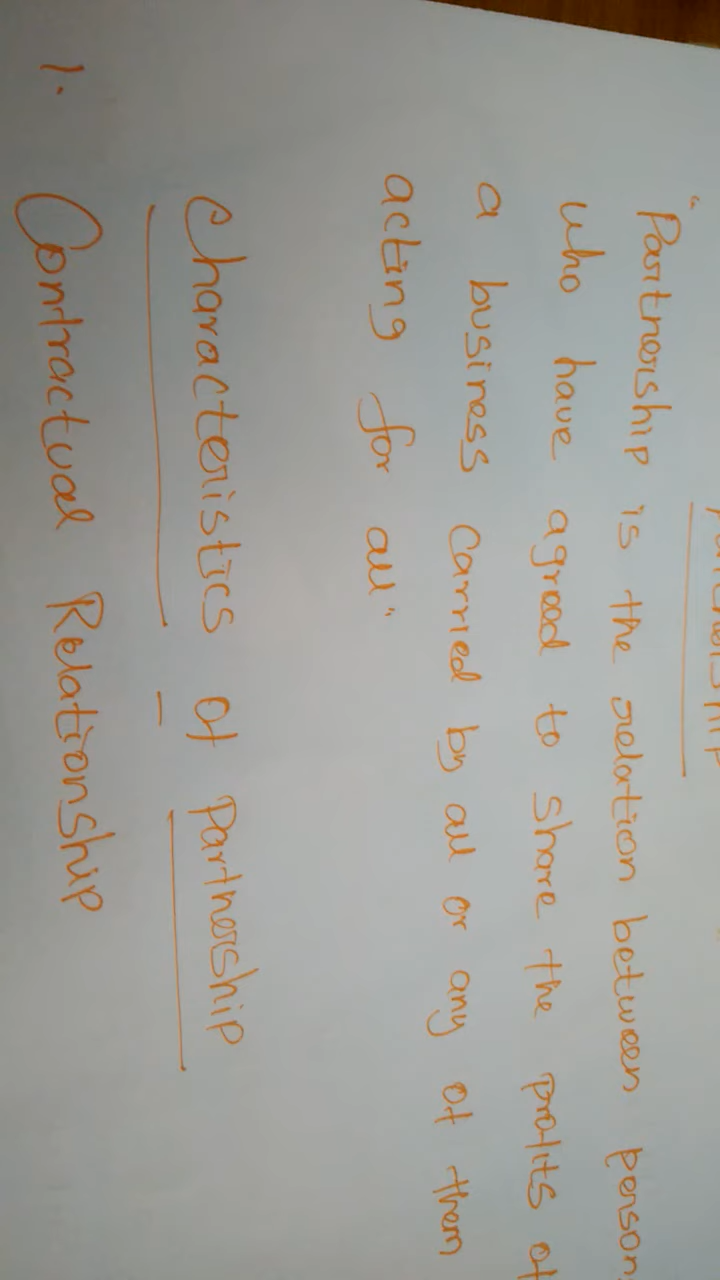 "Partnership is the relation between person
who have agreed to share the profits of
a business carried by all or any of them
acting for all"
Characteristics of Partnership
1. Contractual Relationship